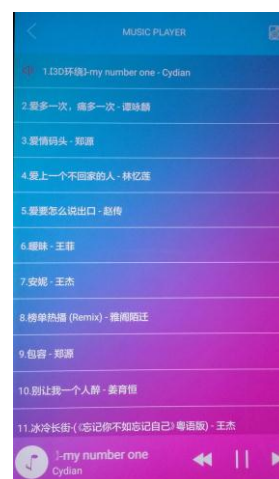 MUSIC PLAYER
1.[3D环绕]-my number one - Cydian
2.爱多一次，痛多一次 - 谭咏麟
3.爱情码头 - 郑源
4.爱上一个不回家的人 - 林忆莲
5.爱要怎么说出口 - 赵传
6.暧昧 - 王菲
7.安妮 - 王杰
8.榜单热播 (Remix) - 雅阁陌迁
9.包容 - 郑源
10.别让我一个人醉 - 姜育恒
11.冰冷长街-(《忘记你不如忘记自己》粤语版) - 王杰
]-my number one
Cydian